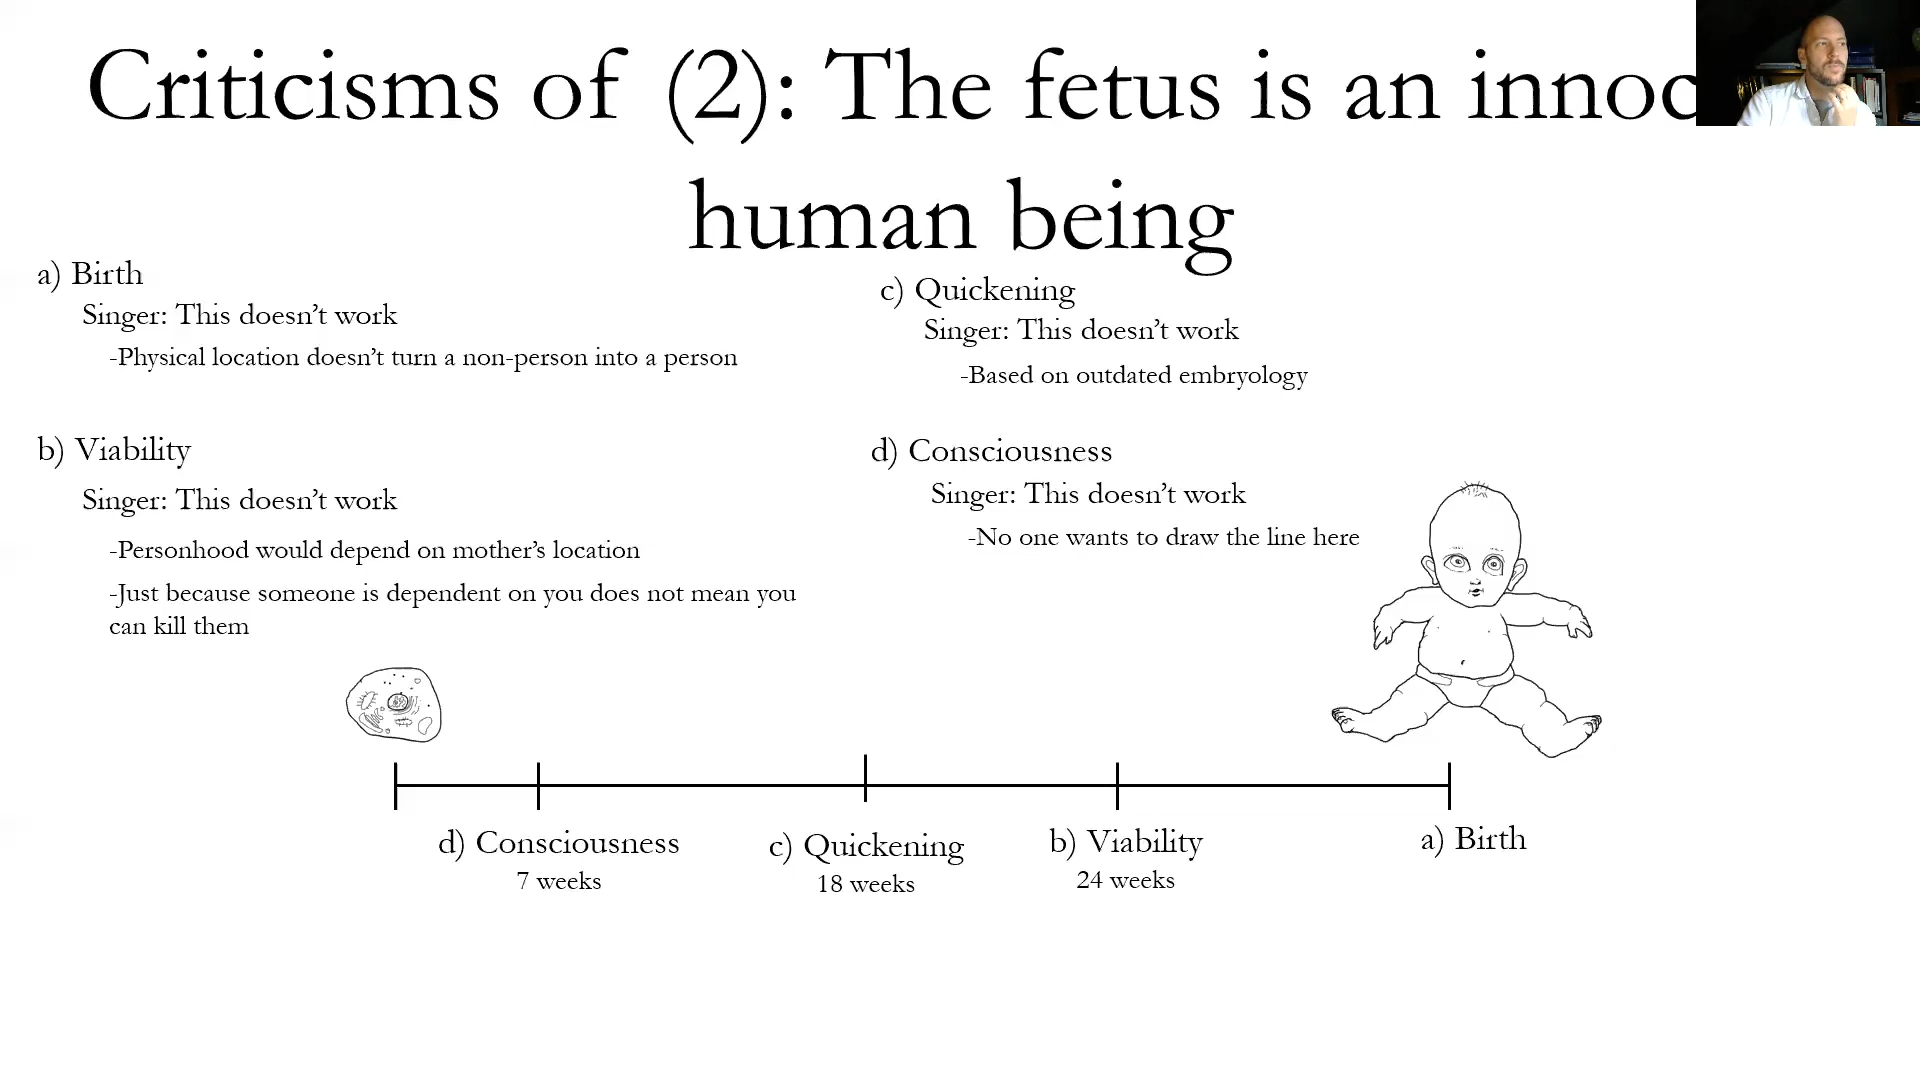 Criticisms of (2): The fetus is an innoc
human being
a) Birth
Singer: This doesn't work
-Physical location doesn't turn a non-person into a person
b) Viability
Singer: This doesn't work
-Personhood would depend on mother's location
-Just because someone is dependent on you does not mean you
can kill them
c) Quickening
Singer: This doesn't work
-Based on outdated embryology
d) Consciousness
Singer: This doesn't work
-No one wants to draw the line here
d) Consciousness
7 weeks
c) Quickening
18 weeks
b) Viability
24 weeks
a) Birth